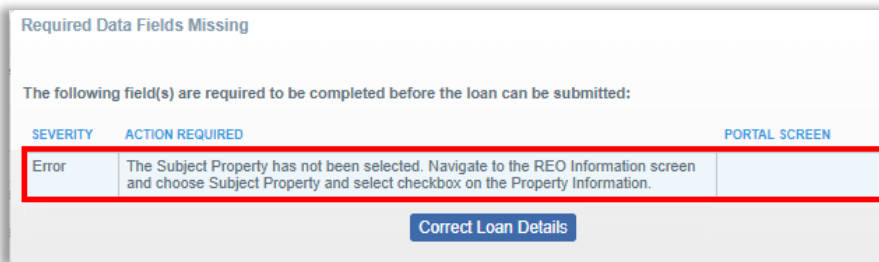 Required Data Fields Missing
The following field(s) are required to be completed before the loan can be submitted:
SEVERITY ACTION REQUIRED PORTAL SCREEN
Error The Subject Property has not been selected. Navigate to the REO Information screen
and choose Subject Property and select checkbox on the Property Information.
Correct Loan Details